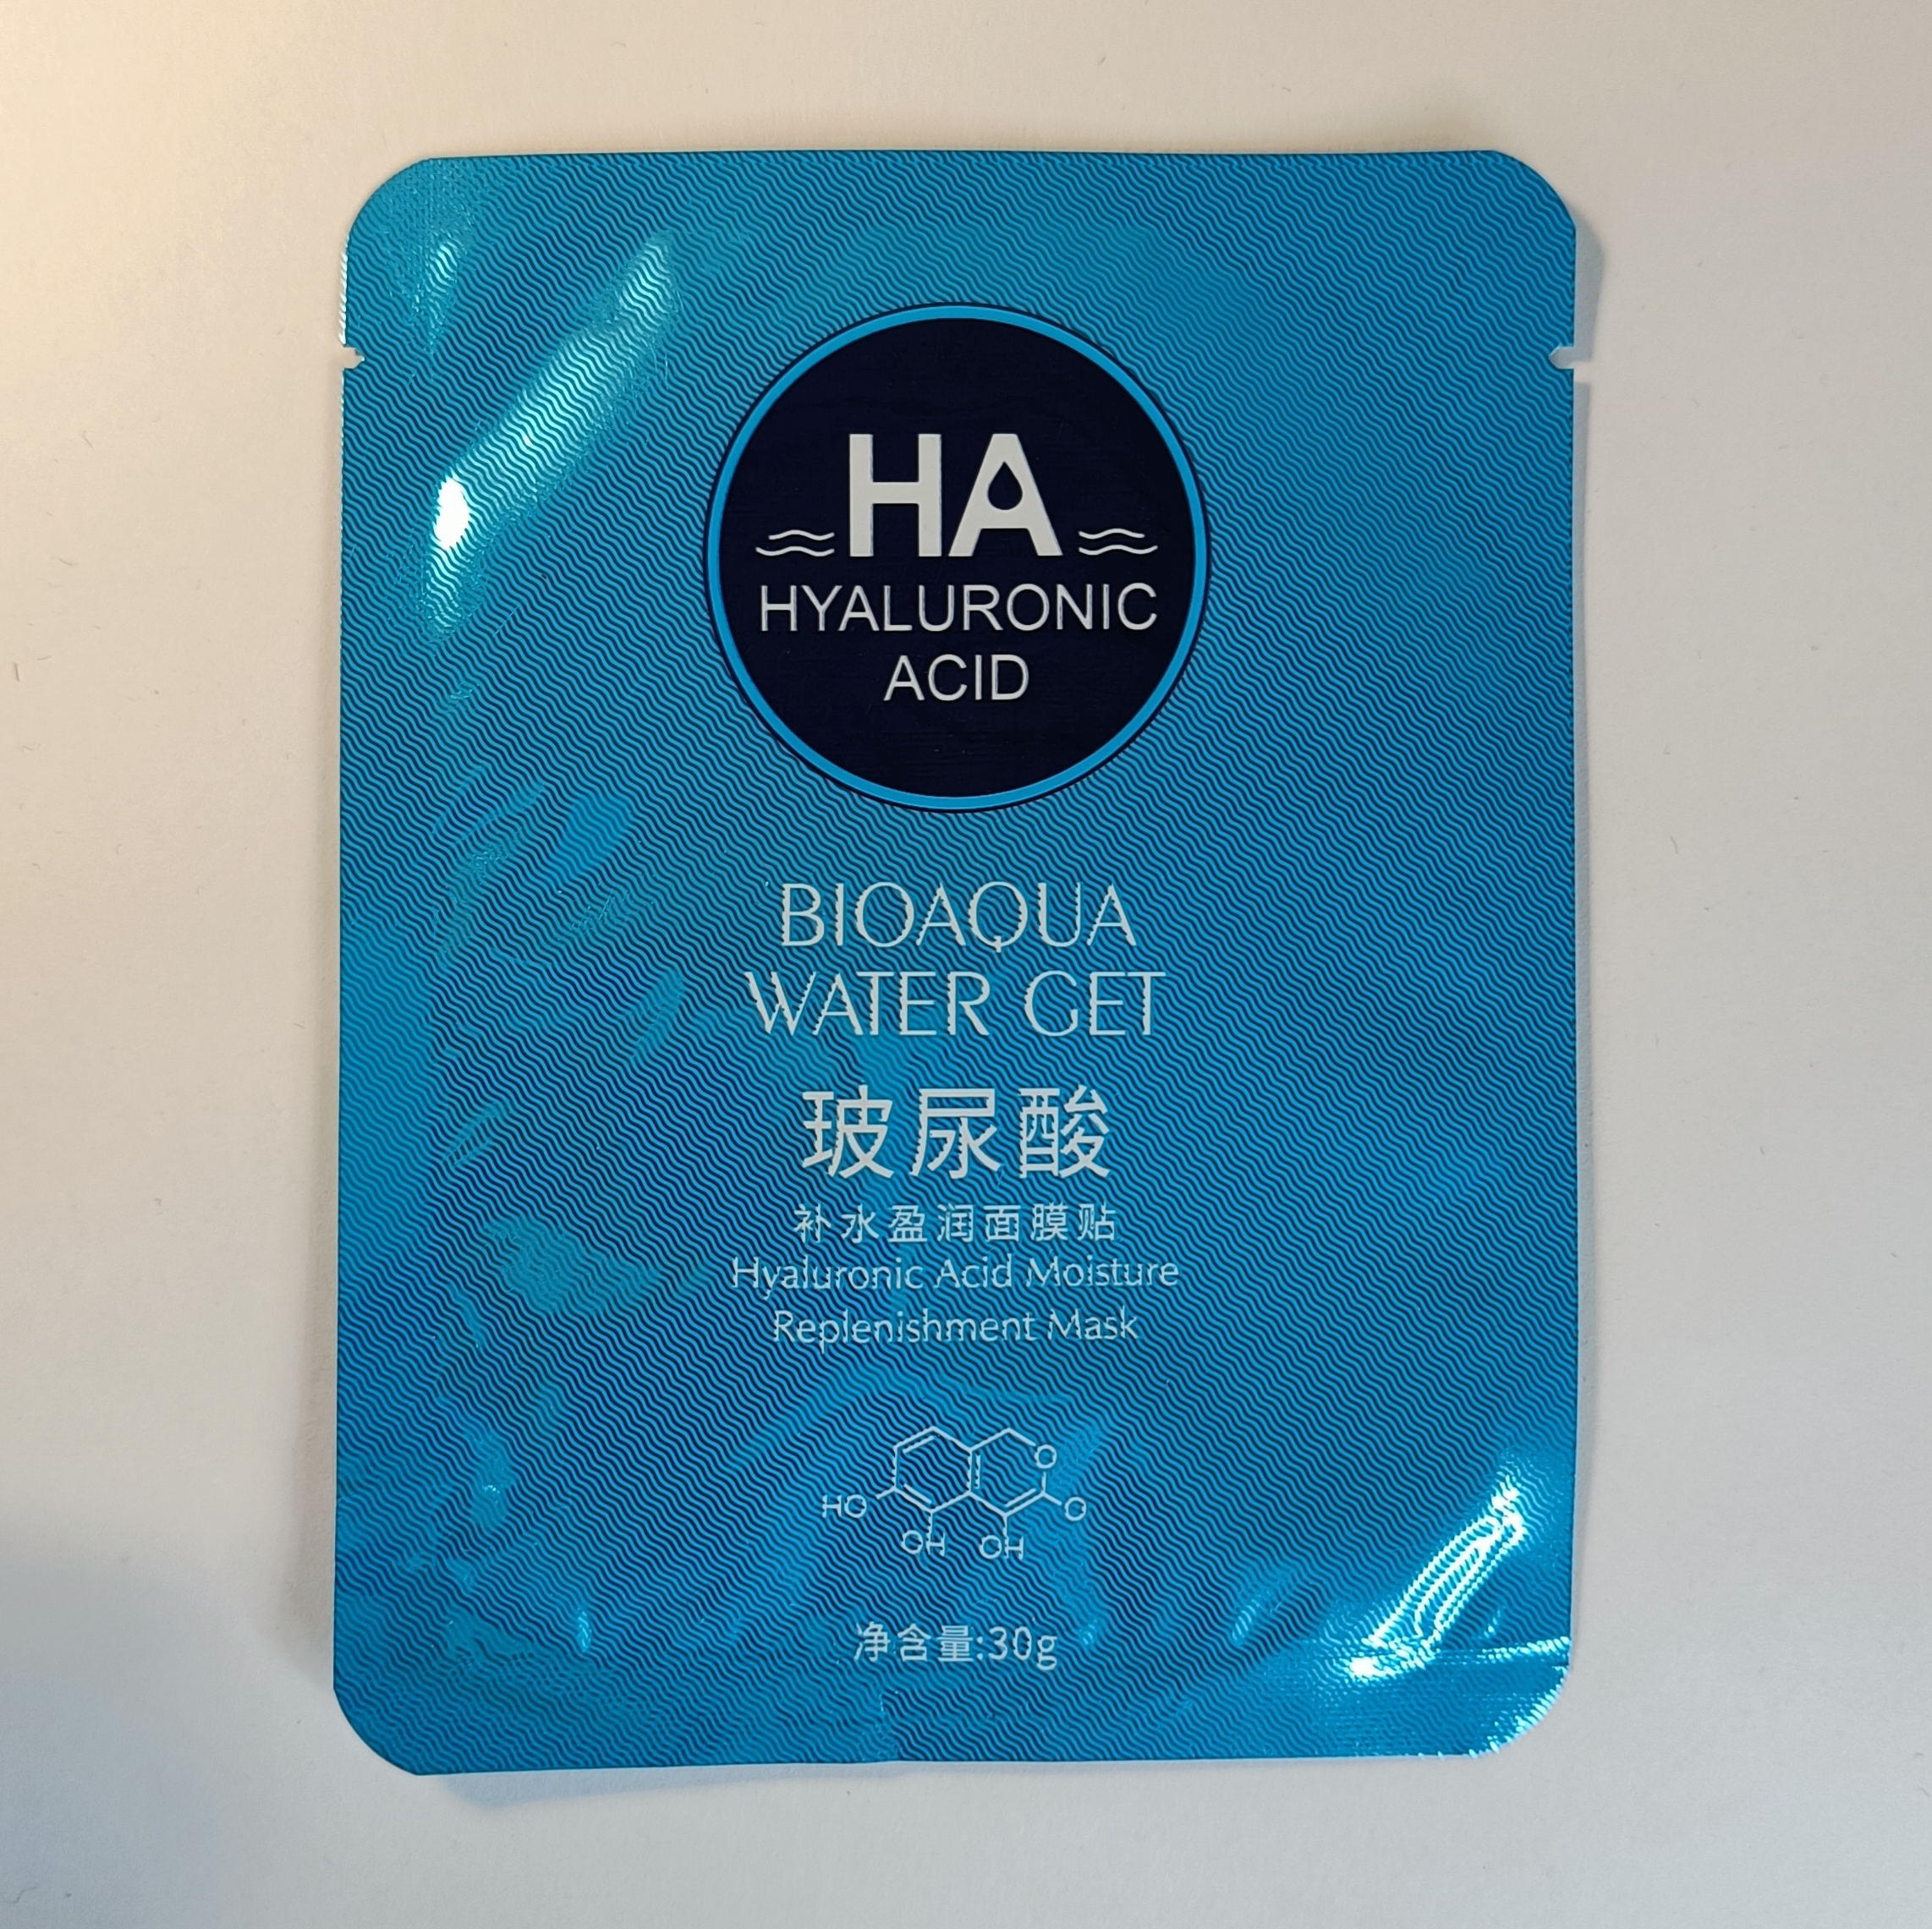 HA
HYALURONIC
ACID
BIOAQUA
WATER GET
玻尿酸
补水盈润面膜贴
Hyaluronic Acid Moisture
Replenishment Mask
O
HO
O
OH OH
净含量:30g